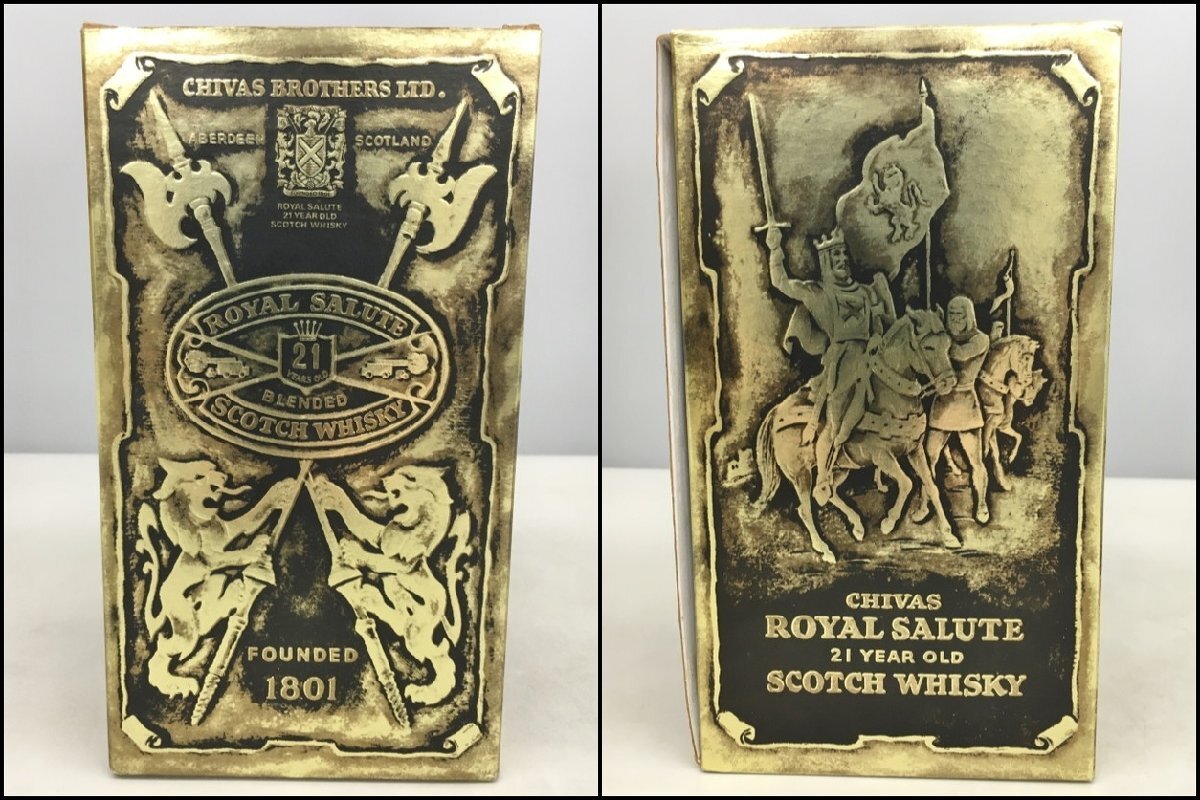 CHIVAS BROTHERS LTD.
ABERDEEN SCOTLAND
ROYAL SALUTE
21 YEAR OLD
SCOTCH WHISKY
ROYAL SALUTE
21
YEARS OLD
BLENDED
SCOTCH WHISKY
FOUNDED
1801
CHIVAS
ROYAL SALUTE
21 YEAR OLD
SCOTCH WHISKY